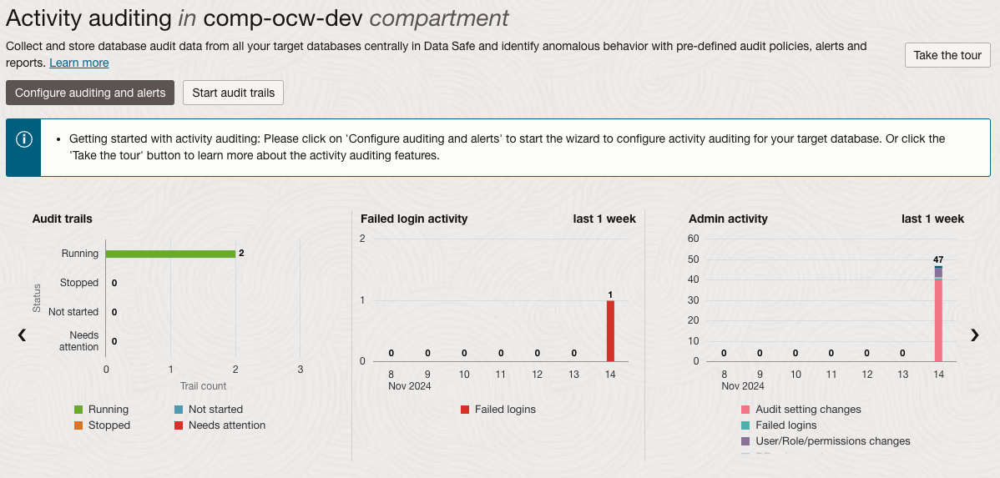 Activity auditing in comp-ocw-dev compartment
Collect and store database audit data from all your target databases centrally in Data Safe and identify anomalous behavior with pre-defined audit policies, alerts and
reports. Learn more
Take the tour
Configure auditing and alerts
Start audit trails
• Getting started with activity auditing: Please click on 'Configure auditing and alerts' to start the wizard to configure activity auditing for your target database. Or click the
'Take the tour' button to learn more about the activity auditing features.
Audit trails
Status
Running 2
Stopped 0
Not started 0
Needs
attention 0
0 1 2 3
Trail count
Running
Not started
Stopped
Needs attention
Failed login activity last 1 week
2
1
0
0 0 0 0 0 0 1
8 9 10 11 12 13 14
Nov 2024
Failed logins
Admin activity last 1 week
60
50
40
30
20
10
0
0 0 0 0 0 0 47
8 9 10 11 12 13 14
Nov 2024
Audit setting changes
Failed logins
User/Role/permissions changes